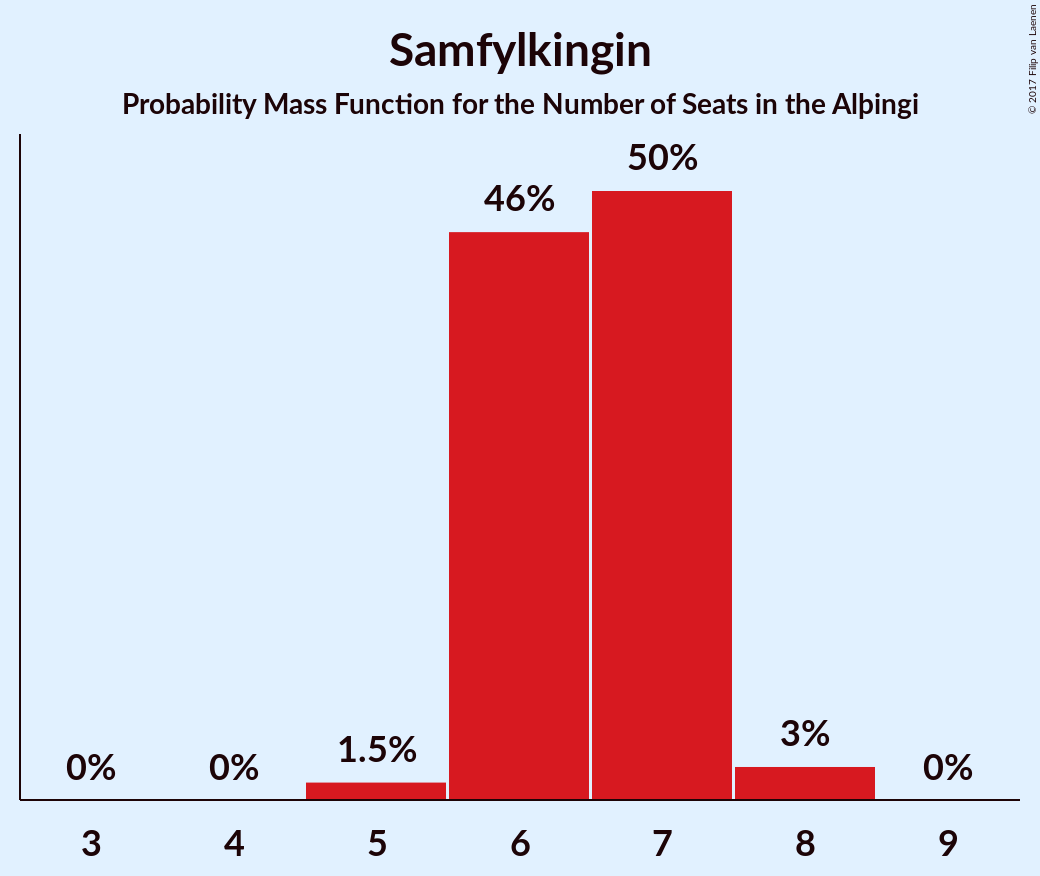 Samfylkingin
Probability Mass Function for the Number of Seats in the Alþingi
© 2017 Filip van Laenen
50%
46%
3%
1.5%
0% 0% 0%
3 4 5 6 7 8 9